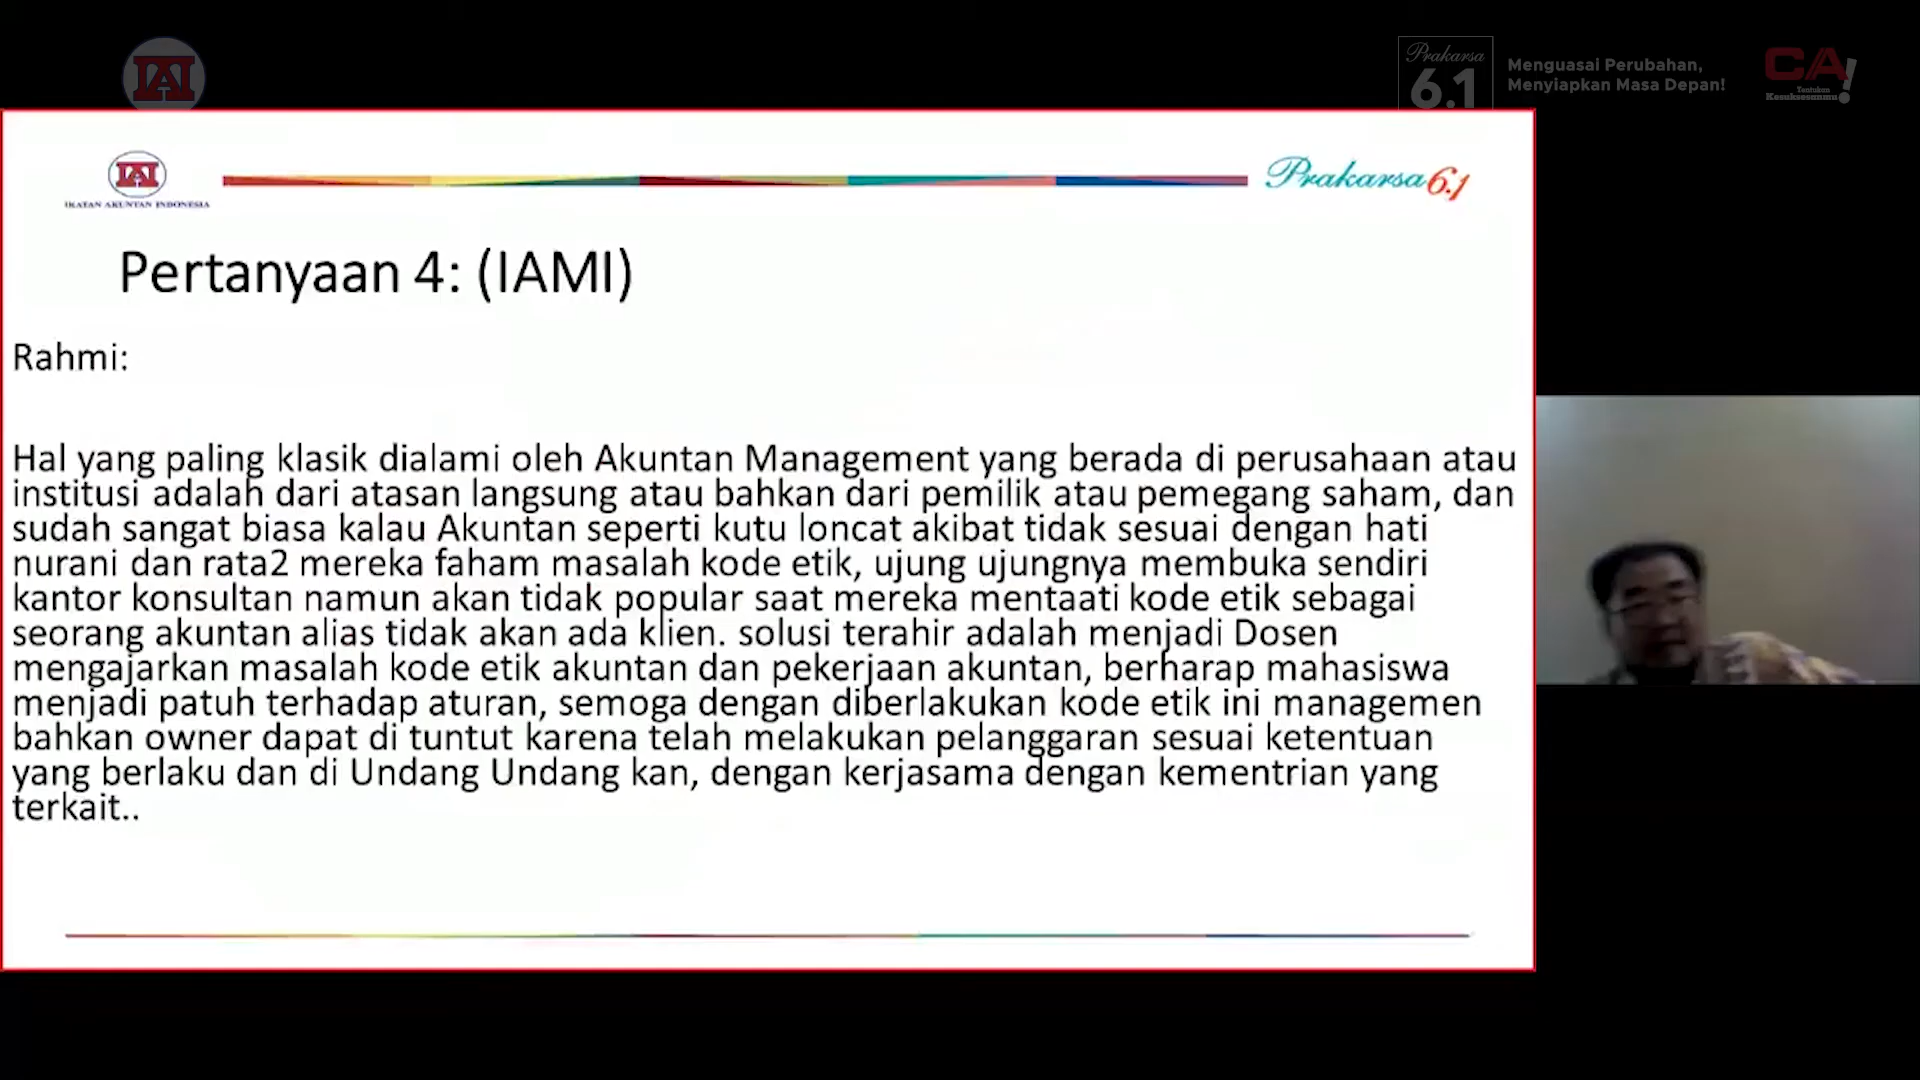 IAI
Prakarsa
6.1
Menguasai Perubahan,
Menyiapkan Masa Depan!
CA!
Tentukan
Kesuksesanmu
IAI
IKATAN AKUNTAN INDONESIA
Prakarsa 6.1
Pertanyaan 4: (IAMI)
Rahmi:
Hal yang paling klasik dialami oleh Akuntan Management yang berada di perusahaan atau
institusi adalah dari atasan langsung atau bahkan dari pemilik atau pemegang saham, dan
sudah sangat biasa kalau Akuntan seperti kutu loncat akibat tidak sesuai dengan hati
nurani dan rata2 mereka faham masalah kode etik, ujung ujungnya membuka sendiri
kantor konsultan namun akan tidak popular saat mereka mentaati kode etik sebagai
seorang akuntan alias tidak akan ada klien. solusi terahir adalah menjadi Dosen
mengajarkan masalah kode etik akuntan dan pekerjaan akuntan, berharap mahasiswa
menjadi patuh terhadap aturan, semoga dengan diberlakukan kode etik ini managemen
bahkan owner dapat di tuntut karena telah melakukan pelanggaran sesuai ketentuan
yang berlaku dan di Undang Undang kan, dengan kerjasama dengan kementrian yang
terkait..